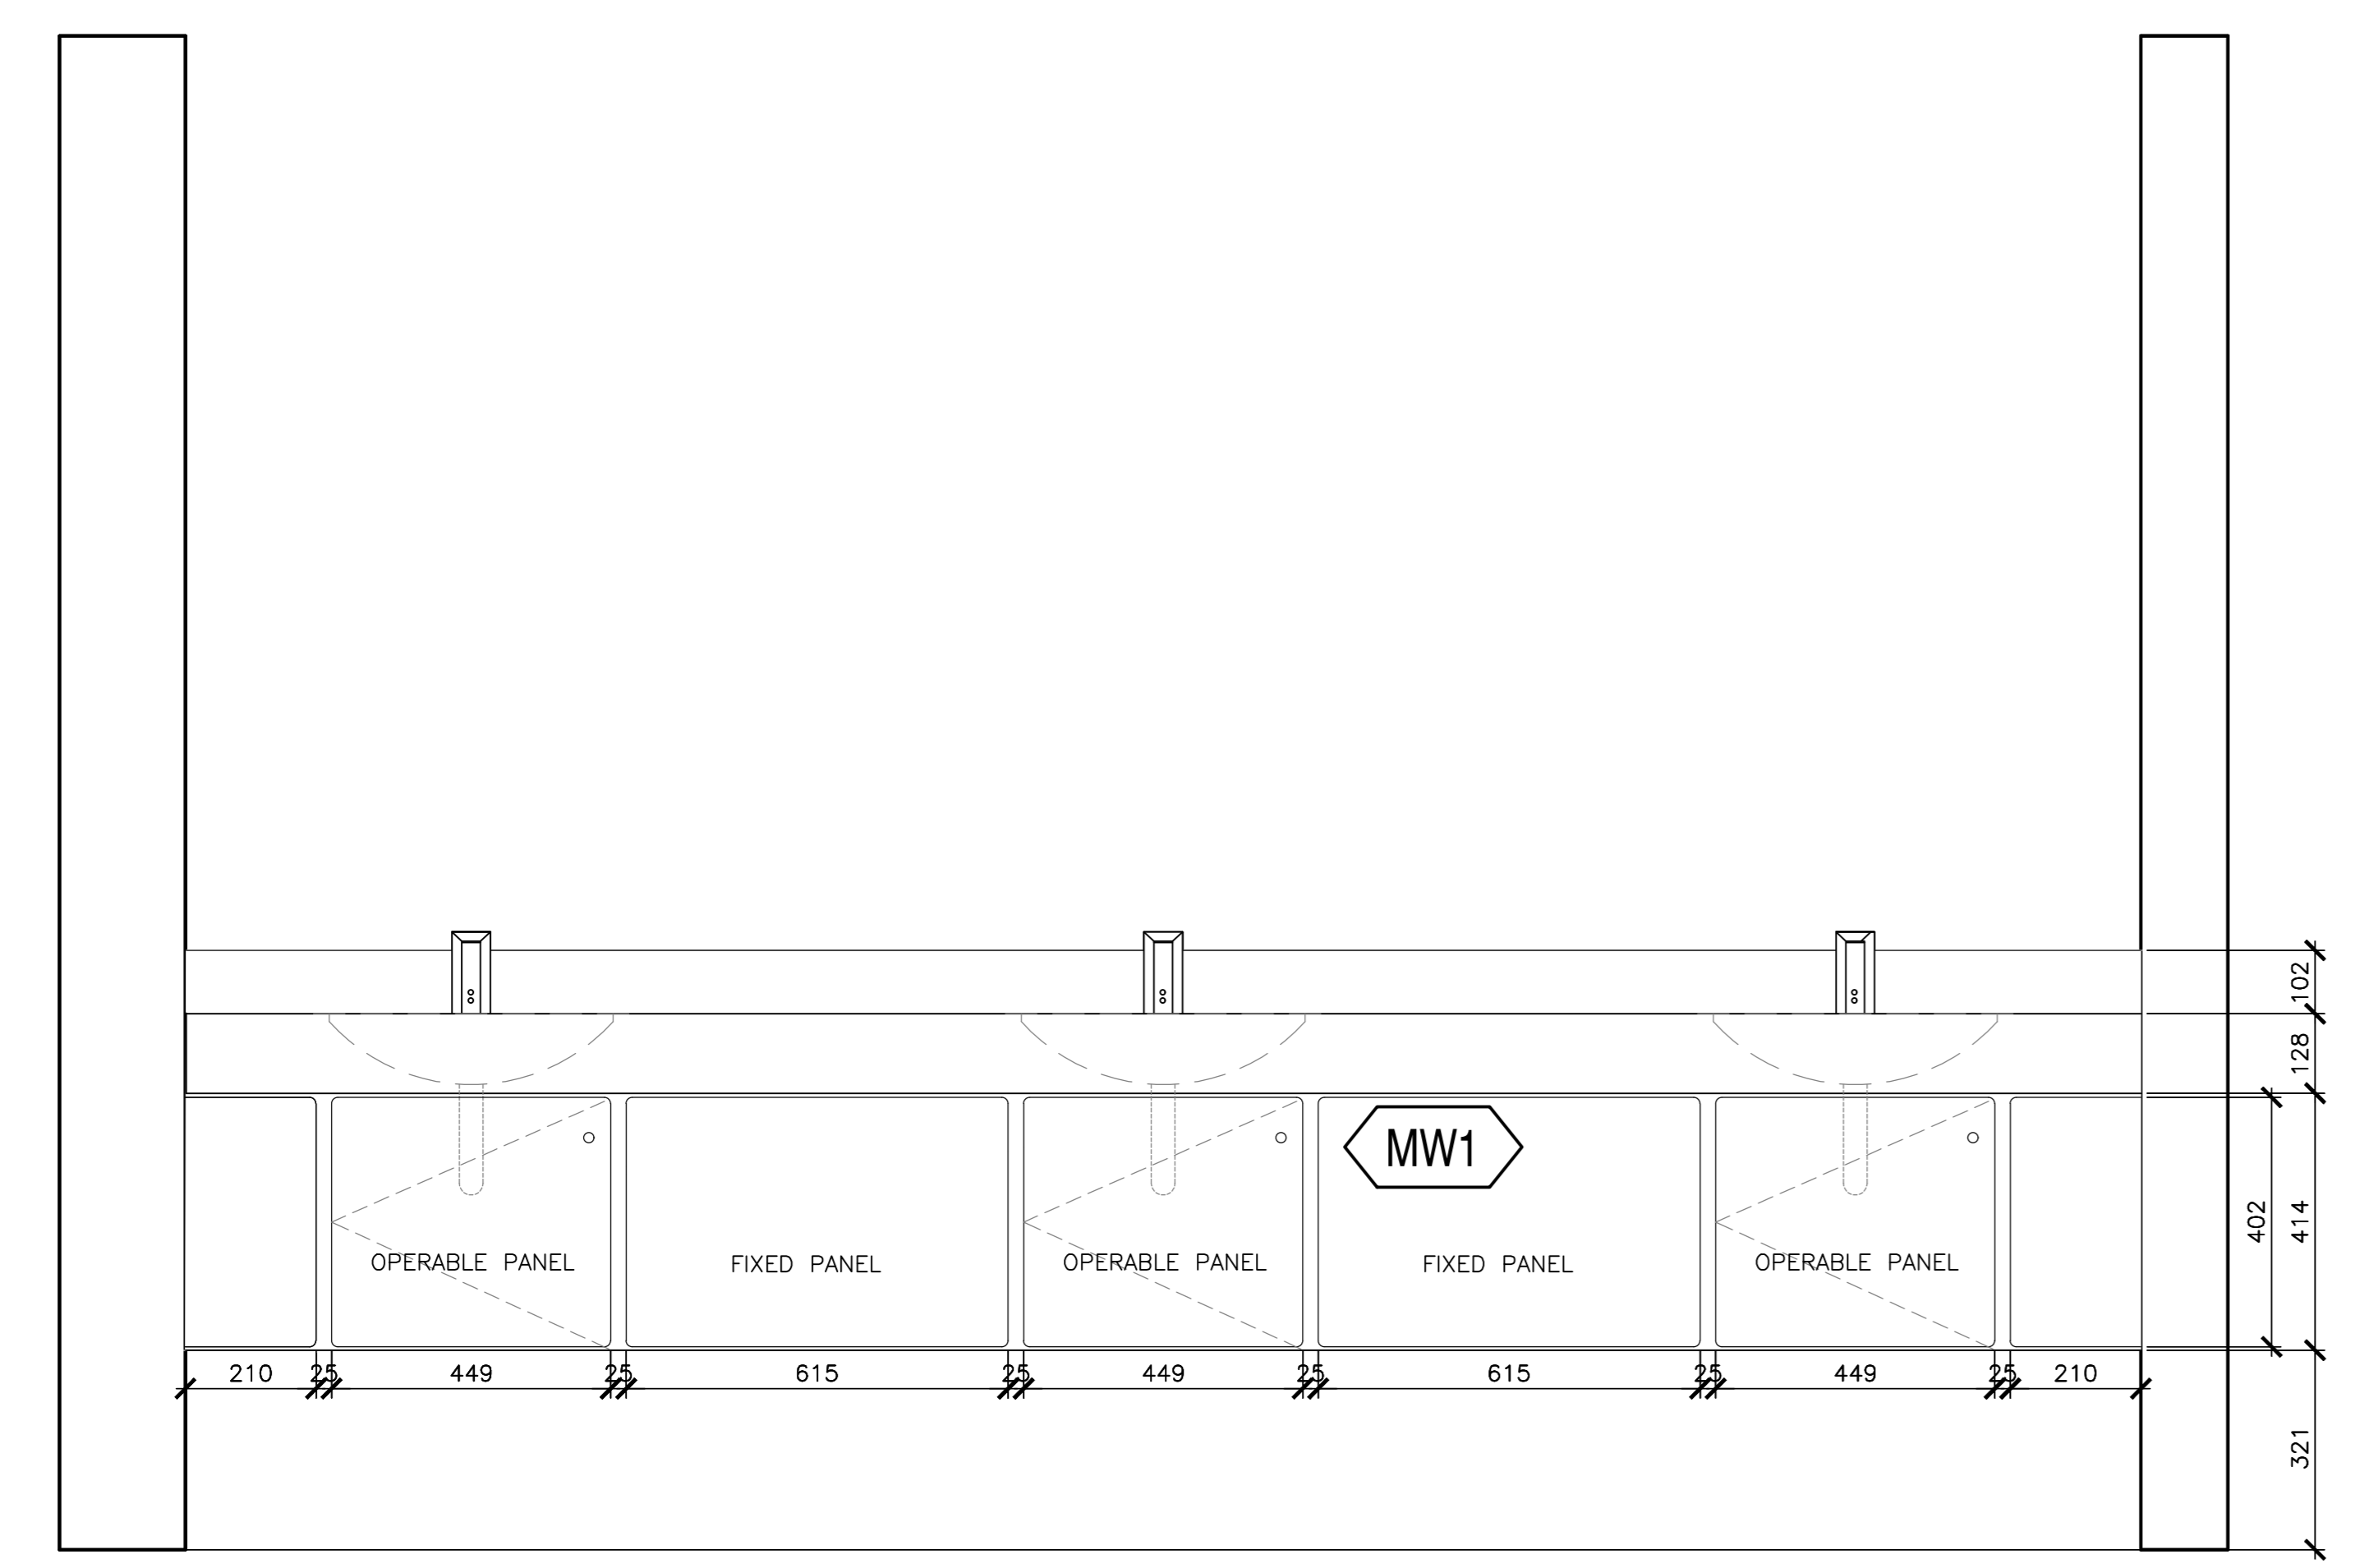 102
128
MW1
402
414
OPERABLE PANEL
FIXED PANEL
OPERABLE PANEL
FIXED PANEL
OPERABLE PANEL
210 25 449 25 615 25 449 25 615 25 449 25 210
321